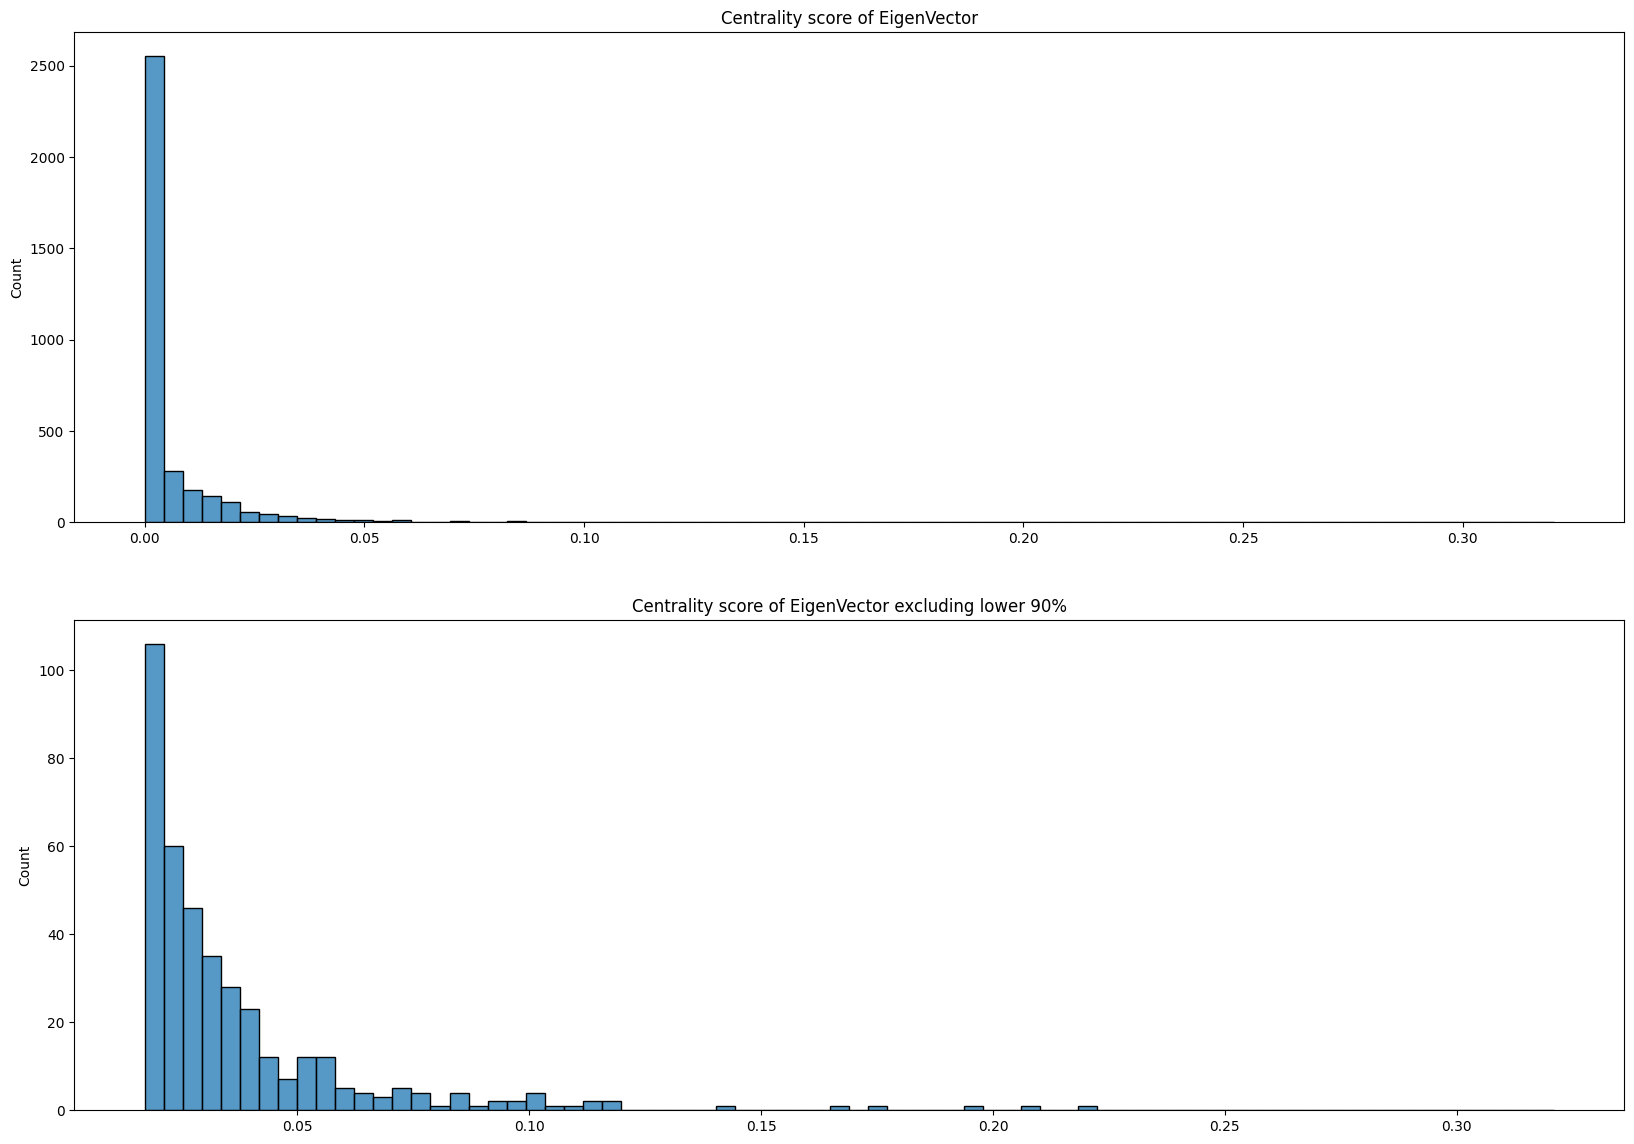 Centrality score of EigenVector
2500
2000
1500
1000
500
0
Count
0.00 0.05 0.10 0.15 0.20 0.25 0.30
Centrality score of EigenVector excluding lower 90%
100
80
60
40
20
0
Count
0.05 0.10 0.15 0.20 0.25 0.30